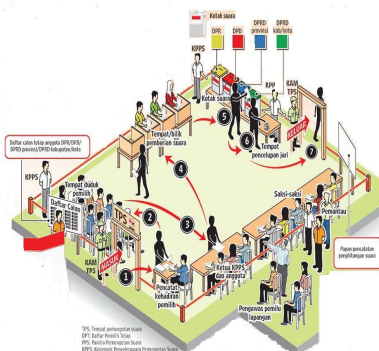 Kotak suara
DPR
DPD
DPRD
provinsi
DPRD
kab/kota
KPPS
Kotak suara
KPP
KAM
TPS
KELUAR
Tempat/bilik
pemberian suara
Tempat
pencelupan jari
5
6
7
4
Daftar calon tetap anggota DPR/DPD/
DPRD provinsi/DPRD kabupaten/kota
KPPS
Tempat duduk
pemilih
Daftar Calon
TPS
2
3
Saksi-saksi
Pemantau
Papan pencatatan
penghitungan suara
KAM
TPS
MASUK
1
Pencatat
kehadiran
pemilih
Ketua KPPS
dan anggota
Pengawas pemilu
lapangan
TPS: Tempat pemungutan suara
DPT: Daftar Pemilih Tetap
PPS: Panitia Pemungutan Suara
KPPS: Kelompok Penyelenggara Pemungutan Suara